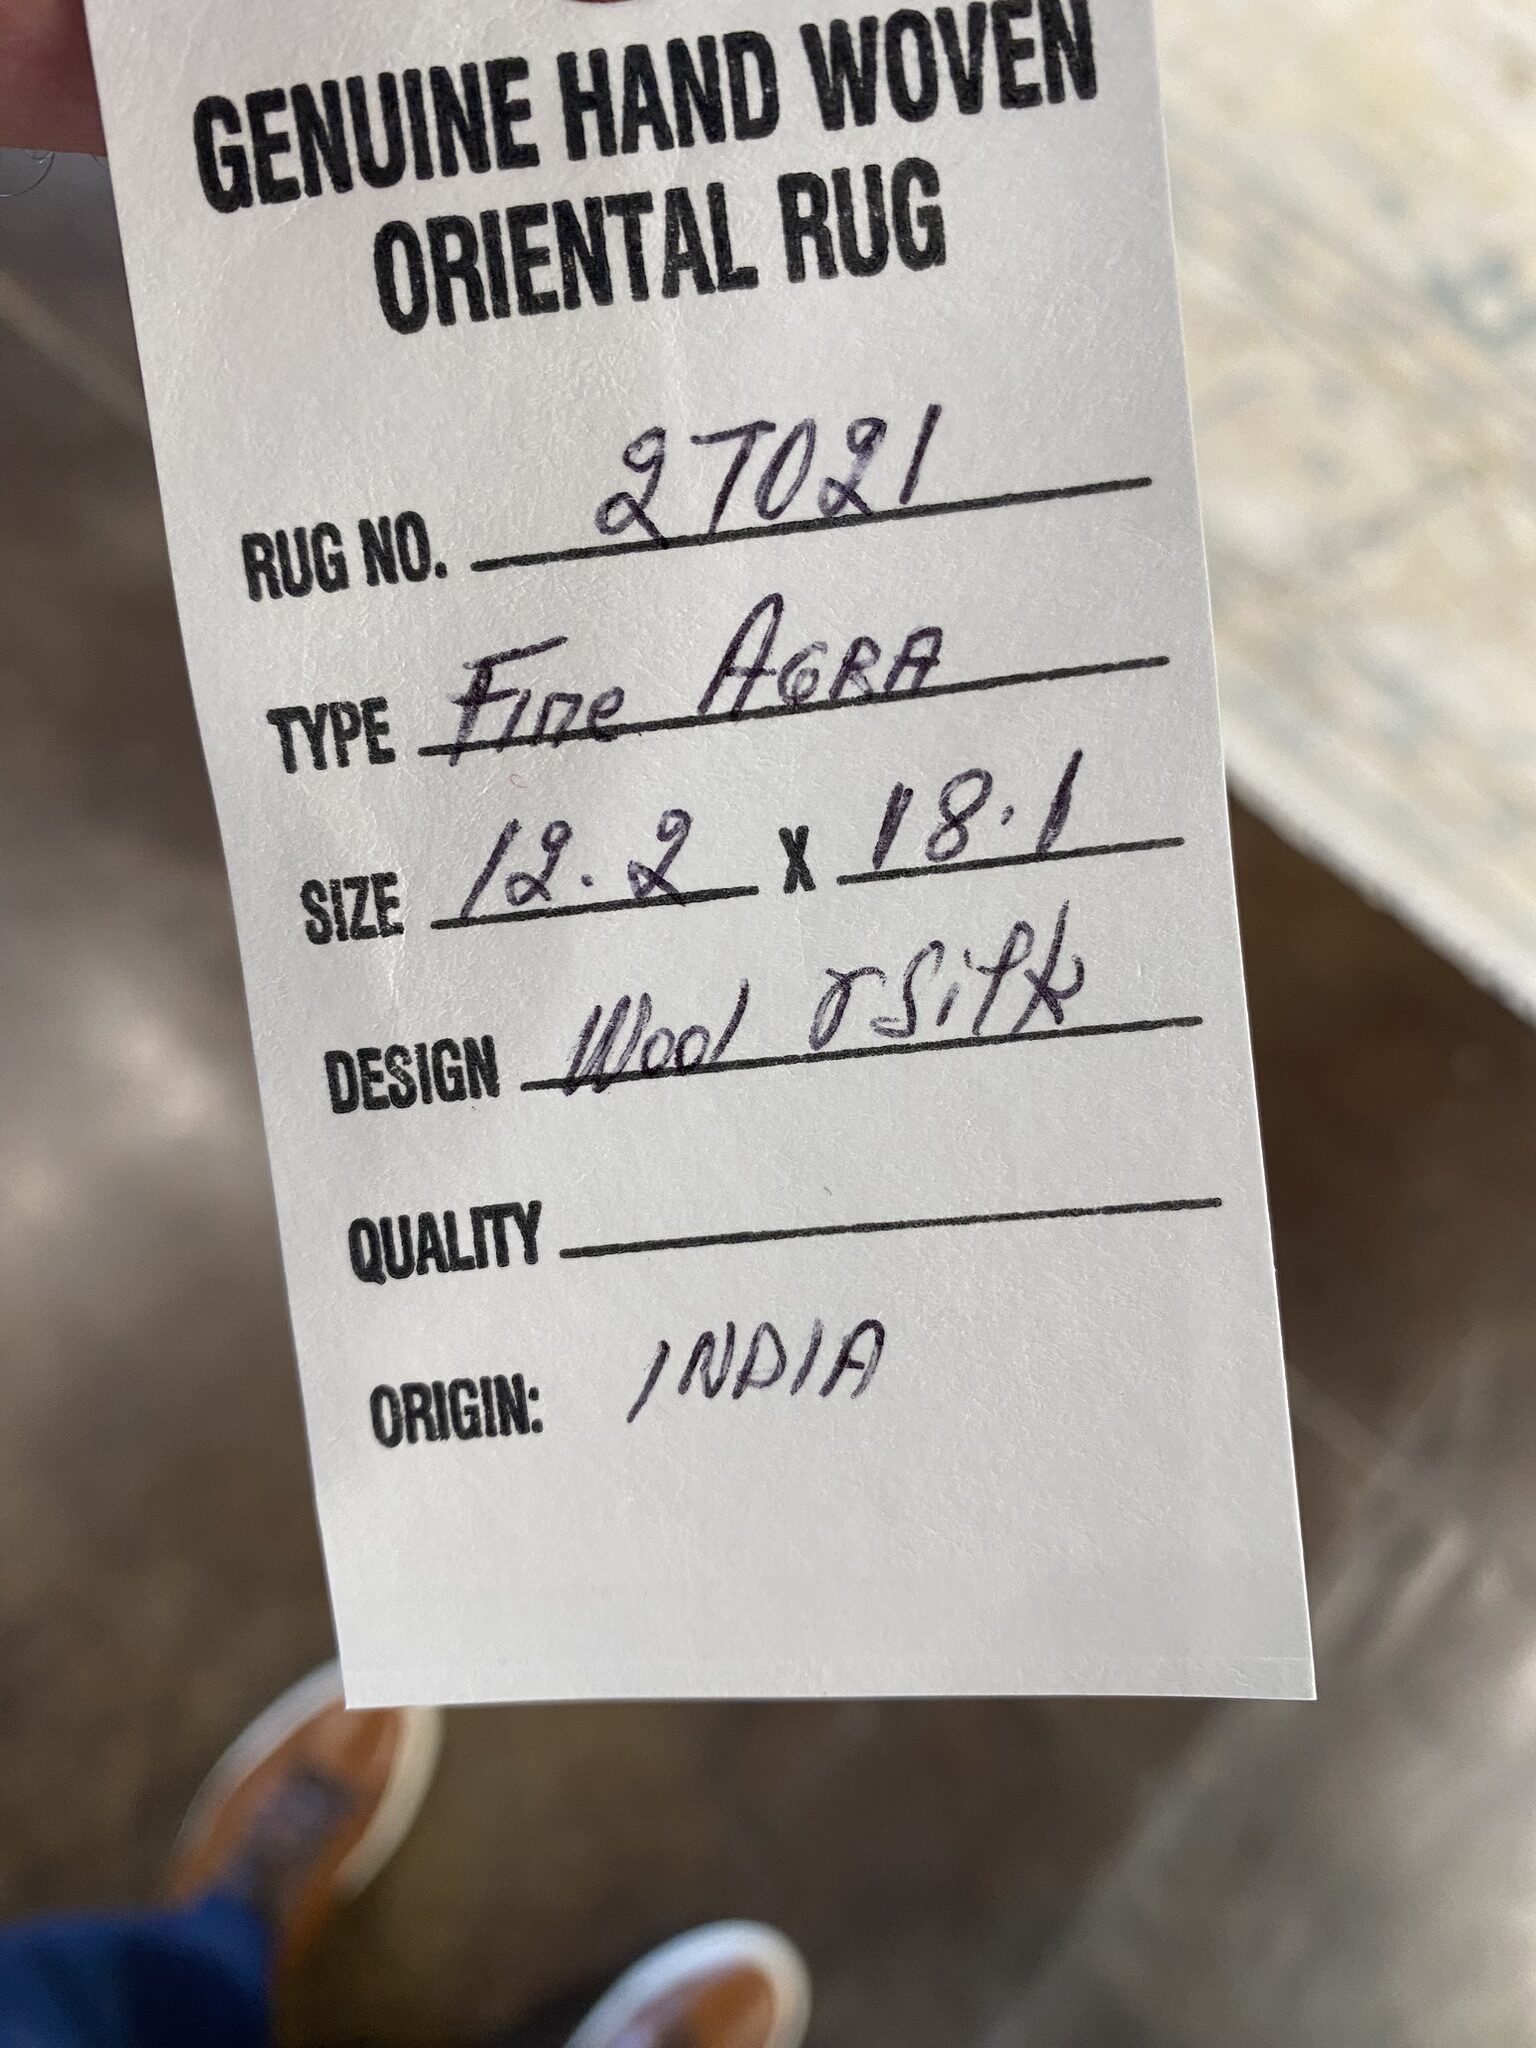 GENUINE HAND WOVEN
ORIENTAL RUG
RUG NO. 27021
TYPE Fine AGRA
SIZE 12.2 X 18.1
DESIGN Wool & Silk
QUALITY
ORIGIN: INDIA